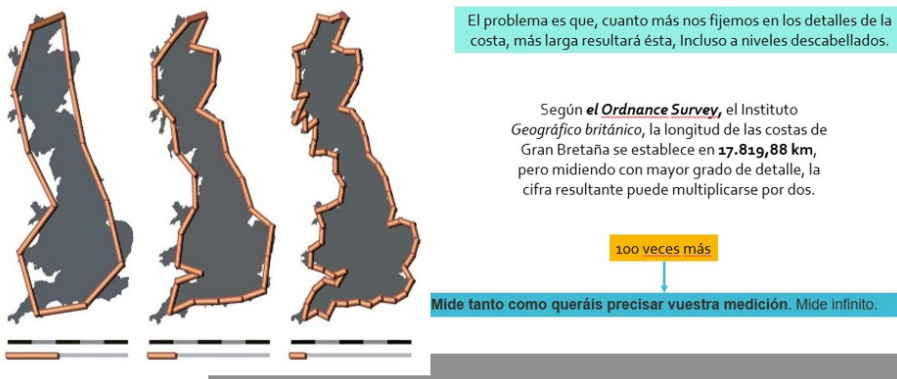 El problema es que, cuanto más nos fijemos en los detalles de la
costa, más larga resultará ésta, Incluso a niveles descabellados.
Según el Ordnance Survey, el Instituto
Geográfico británico, la longitud de las costas de
Gran Bretaña se establece en 17.819,88 km,
pero midiendo con mayor grado de detalle, la
cifra resultante puede multiplicarse por dos.
100 veces más
Mide tanto como queráis precisar vuestra medición. Mide infinito.